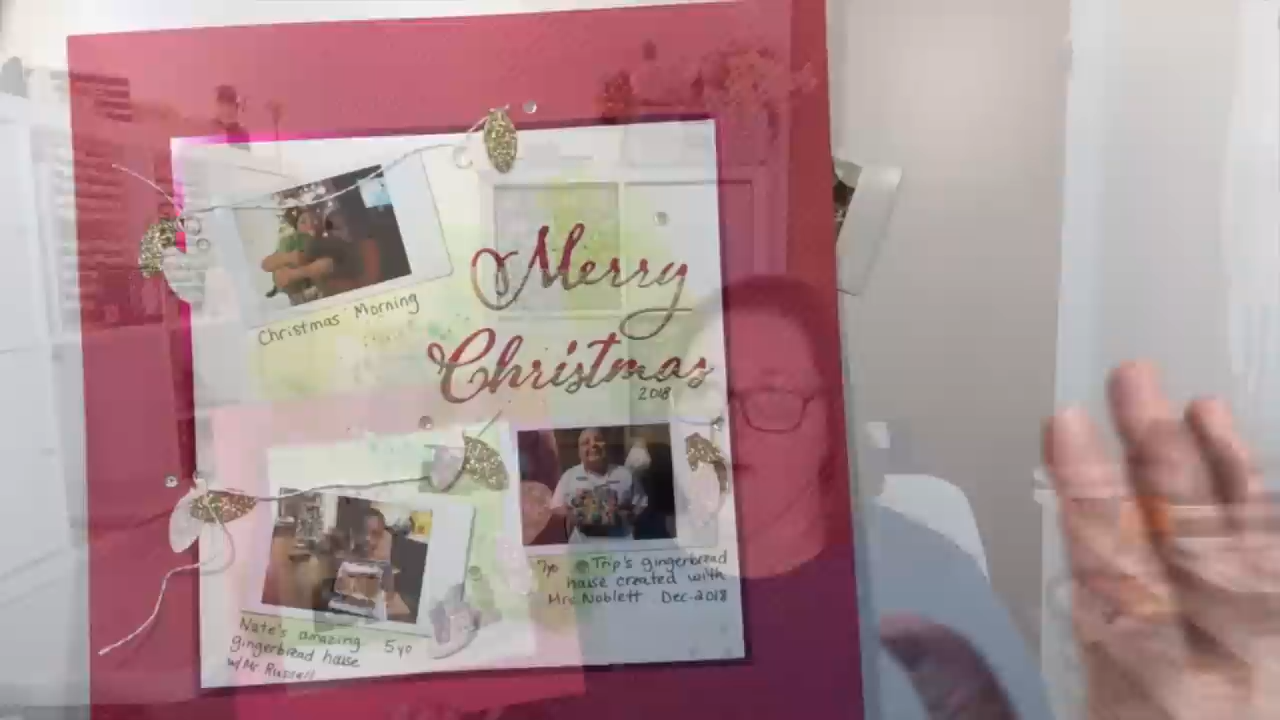 Merry
Christmas
2018
Christmas Morning
7yo Trip's gingerbread
house created with
Mrs. Noblett Dec-2018
Nate's amazing 5yo
gingerbread house
w/Mr Russell